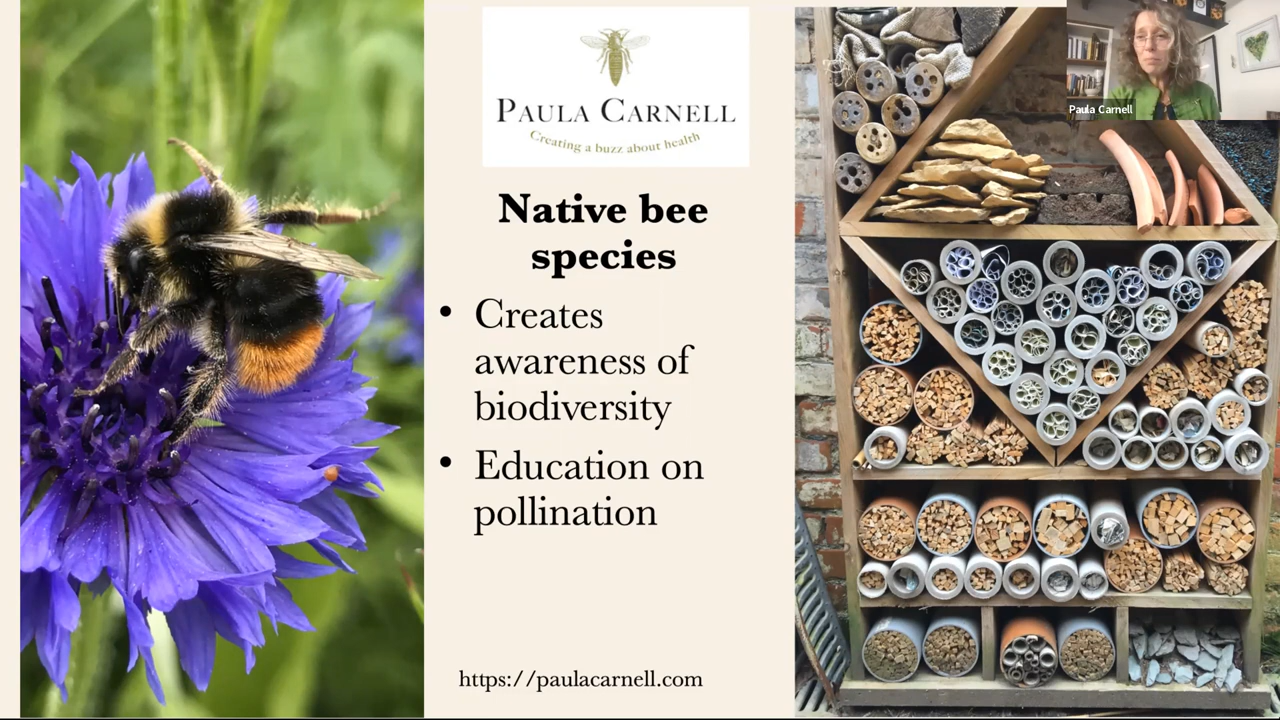 PAULA CARNELL
Creating a buzz about health
Native bee
species
• Creates
awareness of
biodiversity
• Education on
pollination
https://paulacarnell.com
Paula Carnell